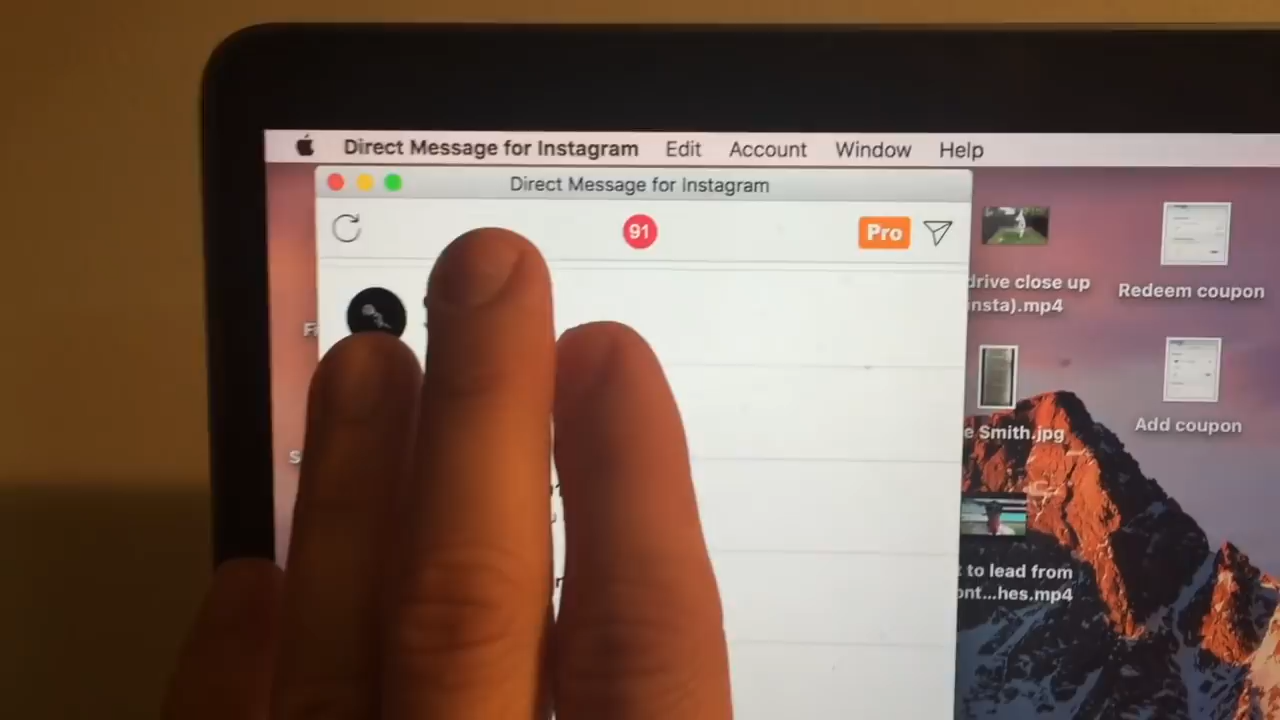 Direct Message for Instagram Edit Account Window Help
Direct Message for Instagram
91
Pro
drive close up
insta).mp4
Redeem coupon
e Smith.jpg
Add coupon
to lead from
ont...hes.mp4